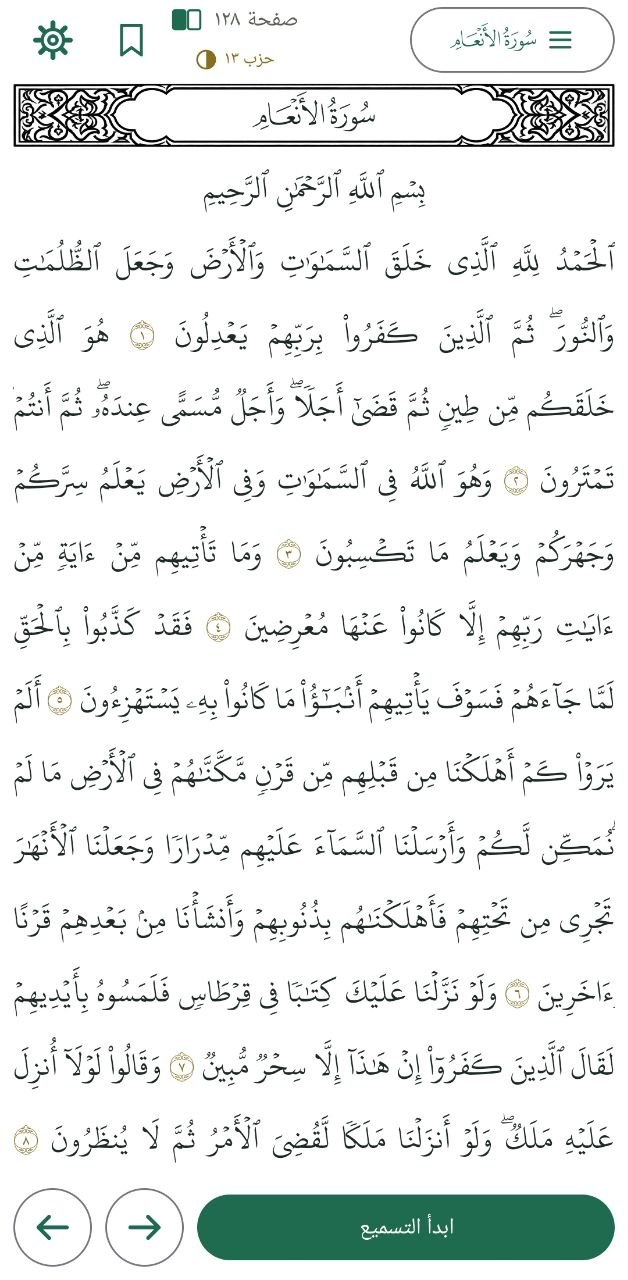 صفحة ١٢٨
سُورَةُ الأَنْعَامِ
حزب ١٣
سُورَةُ الأَنْعَامِ
بِسْمِ ٱللَّهِ ٱلرَّحْمَٰنِ ٱلرَّحِيمِ
ٱلْحَمْدُ لِلَّهِ ٱلَّذِى خَلَقَ ٱلسَّمَٰوَٰتِ وَٱلْأَرْضَ وَجَعَلَ ٱلظُّلُمَٰتِ
وَٱلنُّورَ ۖ ثُمَّ ٱلَّذِينَ كَفَرُوا۟ بِرَبِّهِمْ يَعْدِلُونَ ١ هُوَ ٱلَّذِى
خَلَقَكُم مِّن طِينٍ ثُمَّ قَضَىٰٓ أَجَلًا ۖ وَأَجَلٌ مُّسَمًّى عِندَهُۥ ۖ ثُمَّ أَنتُمْ
تَمْتَرُونَ ٢ وَهُوَ ٱللَّهُ فِى ٱلسَّمَٰوَٰتِ وَفِى ٱلْأَرْضِ يَعْلَمُ سِرَّكُمْ
وَجَهْرَكُمْ وَيَعْلَمُ مَا تَكْسِبُونَ ٣ وَمَا تَأْتِيهِم مِّنْ ءَايَةٍ مِّنْ
ءَايَٰتِ رَبِّهِمْ إِلَّا كَانُوا۟ عَنْهَا مُعْرِضِينَ ٤ فَقَدْ كَذَّبُوا۟ بِٱلْحَقِّ
لَمَّا جَآءَهُمْ فَسَوْفَ يَأْتِيهِمْ أَنۢبَٰٓؤُا۟ مَا كَانُوا۟ بِهِۦ يَسْتَهْزِءُونَ ٥ أَلَمْ
يَرَوْا۟ كَمْ أَهْلَكْنَا مِن قَبْلِهِم مِّن قَرْنٍ مَّكَّنَّٰهُمْ فِى ٱلْأَرْضِ مَا لَمْ
نُمَكِّن لَّكُمْ وَأَرْسَلْنَا ٱلسَّمَآءَ عَلَيْهِم مِّدْرَارًا وَجَعَلْنَا ٱلْأَنْهَٰرَ
تَجْرِى مِن تَحْتِهِمْ فَأَهْلَكْنَٰهُم بِذُنُوبِهِمْ وَأَنشَأْنَا مِنۢ بَعْدِهِمْ قَرْنًا
ءَاخَرِينَ ٦ وَلَوْ نَزَّلْنَا عَلَيْكَ كِتَٰبًا فِى قِرْطَاسٍ فَلَمَسُوهُ بِأَيْدِيهِمْ
لَقَالَ ٱلَّذِينَ كَفَرُوٓا۟ إِنْ هَٰذَآ إِلَّا سِحْرٌ مُّبِينٌ ٧ وَقَالُوا۟ لَوْلَآ أُنزِلَ
عَلَيْهِ مَلَكٌ ۖ وَلَوْ أَنزَلْنَا مَلَكًا لَّقُضِىَ ٱلْأَمْرُ ثُمَّ لَا يُنظَرُونَ ٨
ابدأ التسميع